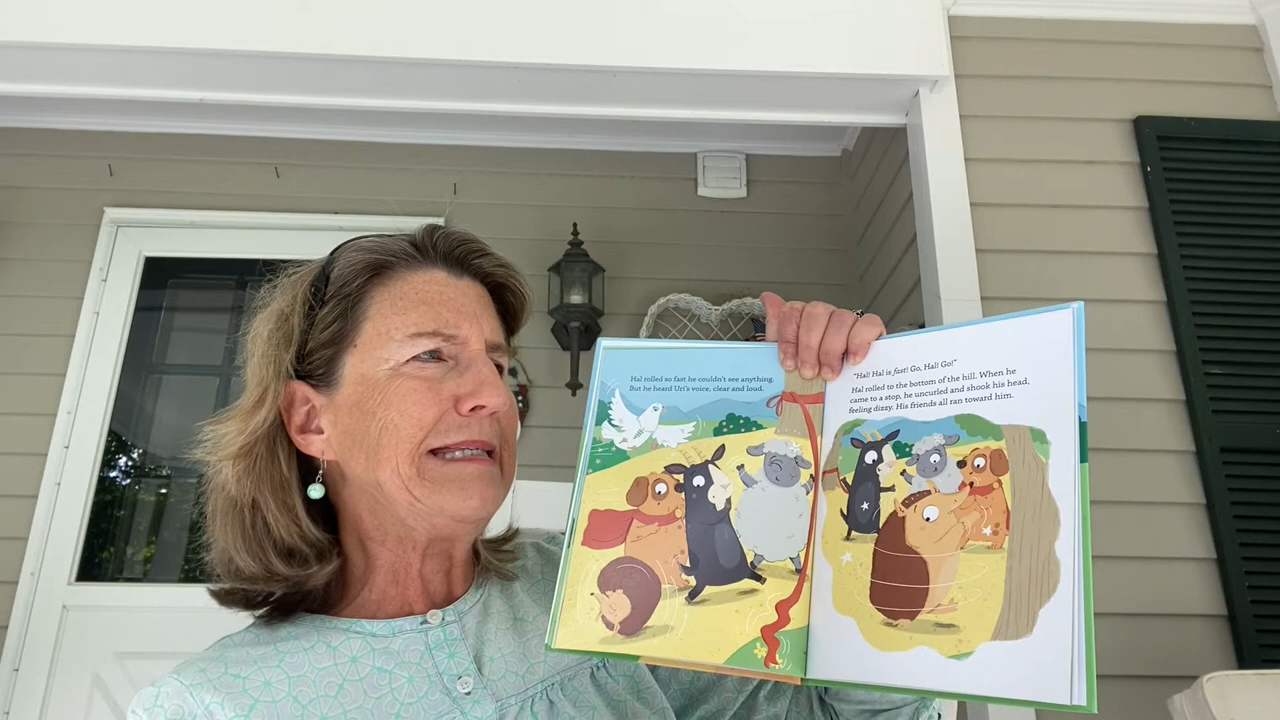 Hal rolled so fast he couldn't see anything.
But he heard Uri's voice, clear and loud.
"Hal! Hal is fast! Go, Hal! Go!"
Hal rolled to the bottom of the hill. When he
came to a stop, he uncurled and shook his head,
feeling dizzy. His friends all ran toward him.